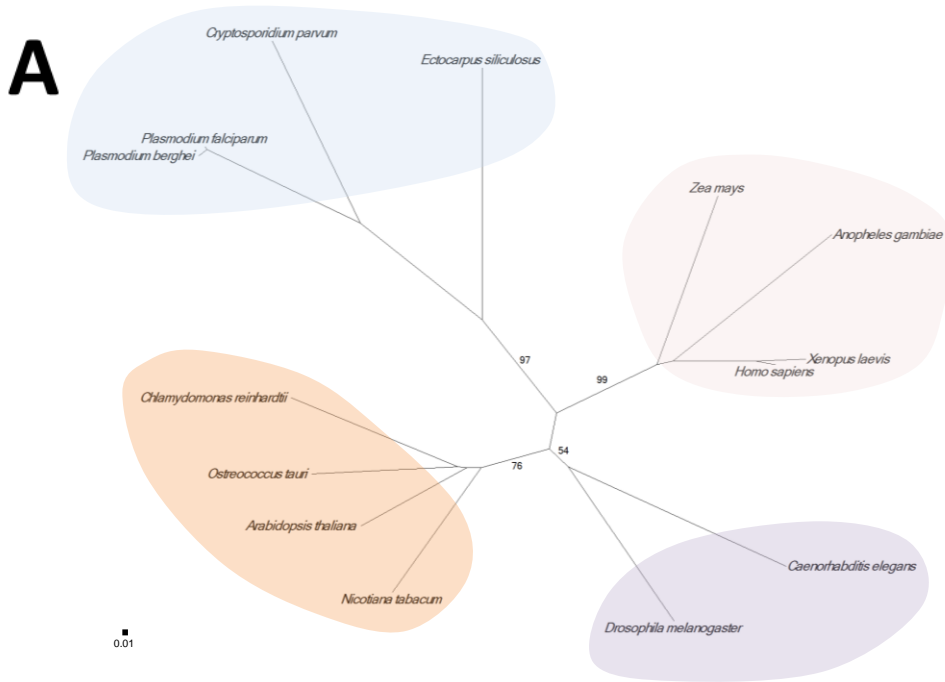 A
Cryptosporidium parvum
Ectocarpus siliculosus
Plasmodium falciparum
Plasmodium berghei
Zea mays
Anopheles gambiae
97
Xenopus laevis
Homo sapiens
99
Chlamydomonas reinhardtii
54
76
Ostreococcus tauri
Arabidopsis thaliana
Caenorhabditis elegans
Nicotiana tabacum
Drosophila melanogaster
0.01